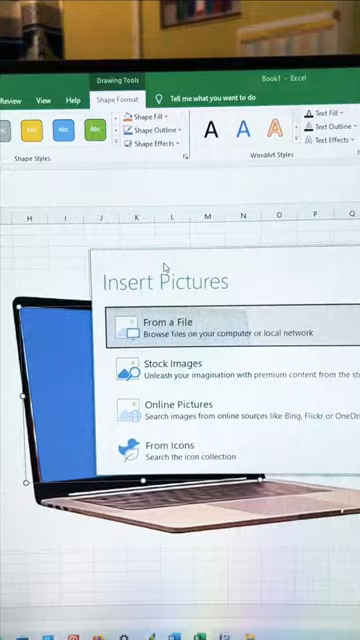 Drawing Tools
Book1 - Excel
Review View Help Shape Format Tell me what you want to do
Abc Abc Abc
Shape Fill
Shape Outline
Shape Effects
A A A
Text Fill
Text Outline
Text Effects
Shape Styles
WordArt Styles
H I J K L M N O P Q
Insert Pictures
From a File
Browse files on your computer or local network
Stock Images
Unleash your imagination with premium content from the
Online Pictures
Search images from online sources like Bing, Flickr or
From Icons
Search the icon collection